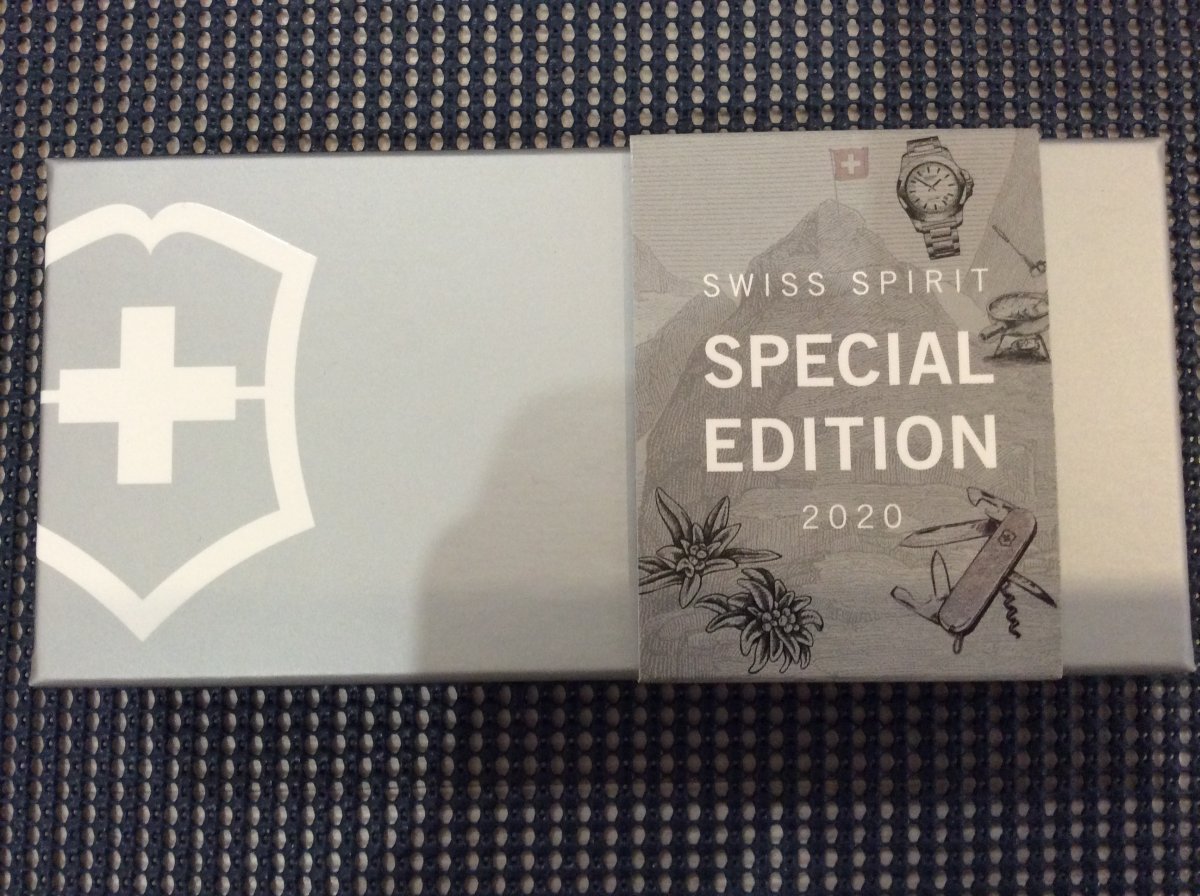 SWISS SPIRIT
SPECIAL
EDITION
2020